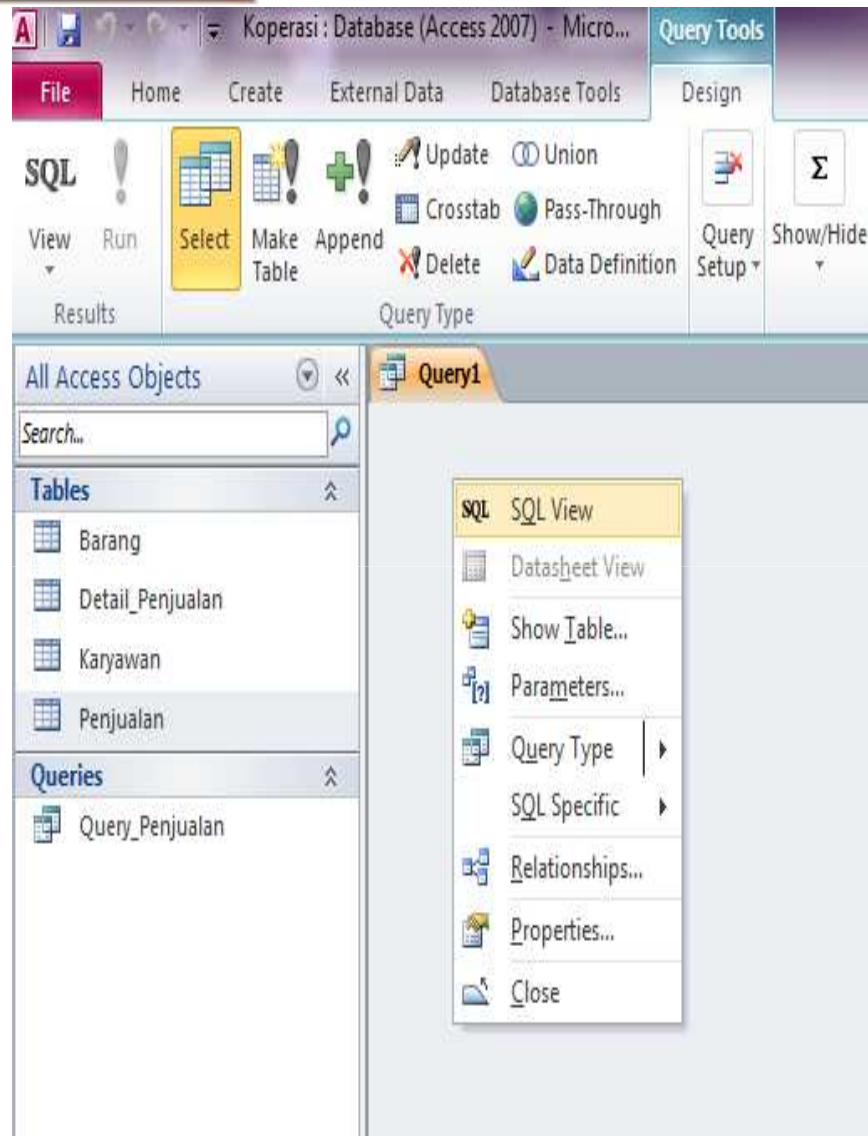 Koperasi : Database (Access 2007) - Micro...
Query Tools
File
Home
Create
External Data
Database Tools
Design
SQL
View
Run
Results
Select
Make
Table
Append
Update
Crosstab
Delete
Union
Pass-Through
Data Definition
Query Type
Query
Setup
Σ
Show/Hide
All Access Objects
Search...
Tables
Barang
Detail_Penjualan
Karyawan
Penjualan
Queries
Query_Penjualan
Query1
SQL SQL View
Datasheet View
Show Table...
Parameters...
Query Type
SQL Specific
Relationships...
Properties...
Close